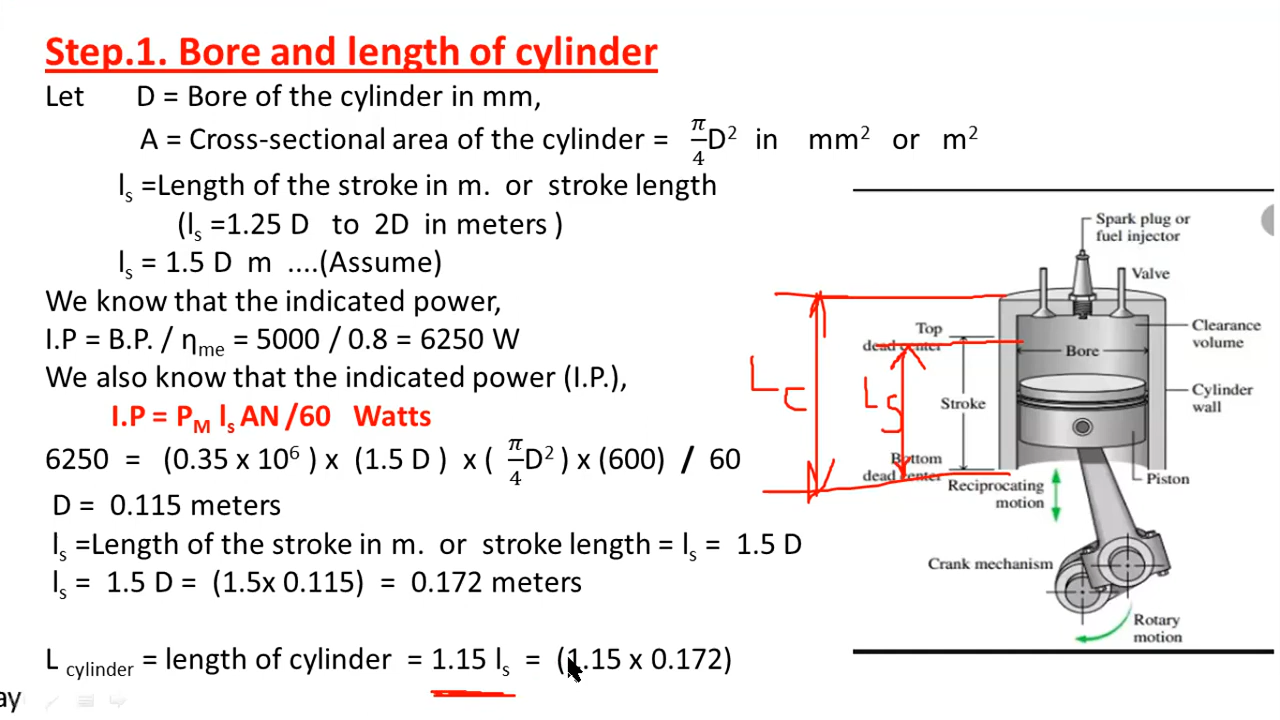 Step.1. Bore and length of cylinder
Let D = Bore of the cylinder in mm,
A = Cross-sectional area of the cylinder = π/4 D² in mm² or m²
lₛ =Length of the stroke in m. or stroke length
(lₛ =1.25 D to 2D in meters )
lₛ = 1.5 D m ....(Assume)
We know that the indicated power,
I.P = B.P. / ηme = 5000 / 0.8 = 6250 W
We also know that the indicated power (I.P.),
I.P = PM lₛ AN /60 Watts
6250 = (0.35 x 10⁶ ) x (1.5 D ) x ( π/4 D² ) x (600) / 60
D = 0.115 meters
lₛ =Length of the stroke in m. or stroke length = lₛ = 1.5 D
lₛ = 1.5 D = (1.5x 0.115) = 0.172 meters
L cylinder = length of cylinder = 1.15 lₛ = (1.15 x 0.172)
ay
Spark plug or
fuel injector
Valve
Top
dead center
Clearance
volume
Bore
LC
LS
Stroke
Cylinder
wall
Bottom
dead center
Reciprocating
motion
Piston
Crank mechanism
Rotary
motion